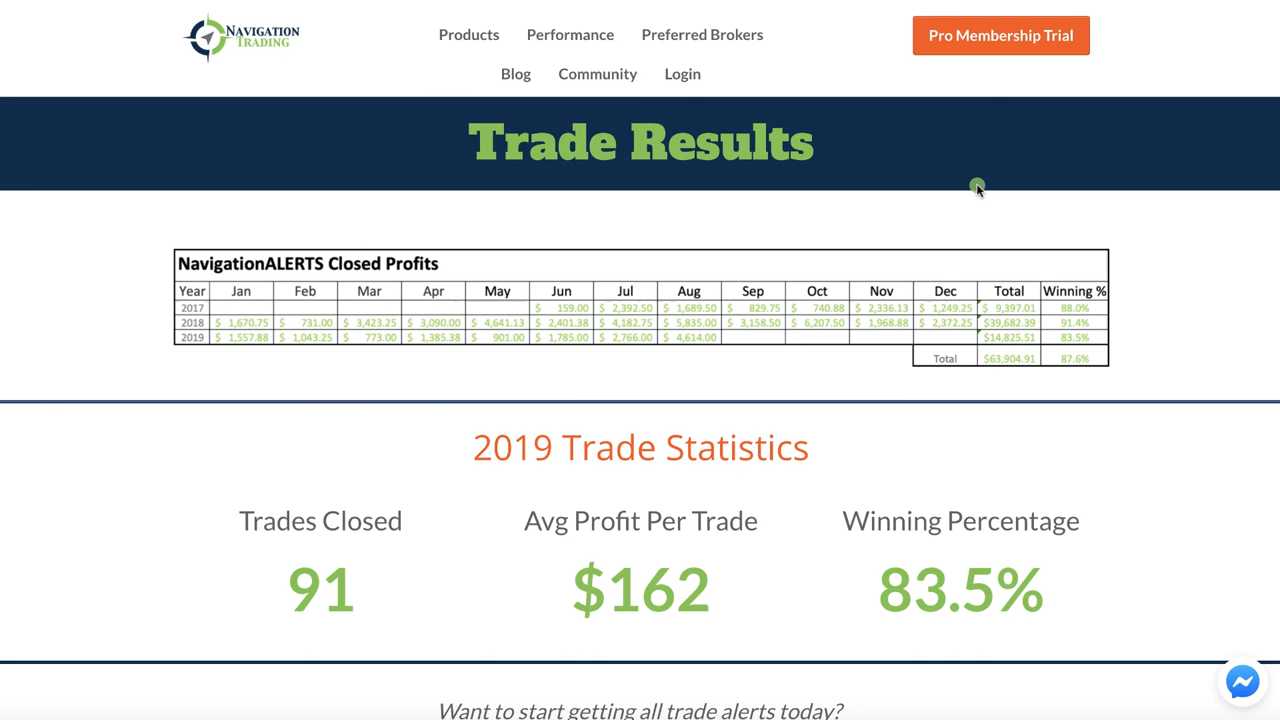 NAVIGATION
TRADING
Products Performance Preferred Brokers
Blog Community Login
Pro Membership Trial
Trade Results
NavigationALERTS Closed Profits
Year Jan Feb Mar Apr May Jun Jul Aug Sep Oct Nov Dec Total Winning %
2017 $ 159.00 $ 2,392.50 $ 1,689.50 $ 829.75 $ 740.88 $ 2,336.13 $ 1,249.25 $ 9,397.01 88.0%
2018 $ 1,670.75 $ 731.00 $ 3,423.25 $ 3,090.00 $ 4,641.13 $ 2,401.38 $ 4,182.75 $ 5,835.00 $ 3,158.50 $ 6,207.50 $ 1,968.88 $ 2,372.25 $39,682.39 91.4%
2019 $ 1,557.88 $ 1,043.25 $ 773.00 $ 1,385.38 $ 901.00 $ 1,785.00 $ 2,766.00 $ 4,614.00 $14,825.51 83.5%
Total $63,904.91 87.6%
2019 Trade Statistics
Trades Closed Avg Profit Per Trade Winning Percentage
91 $162 83.5%
Want to start getting all trade alerts today?